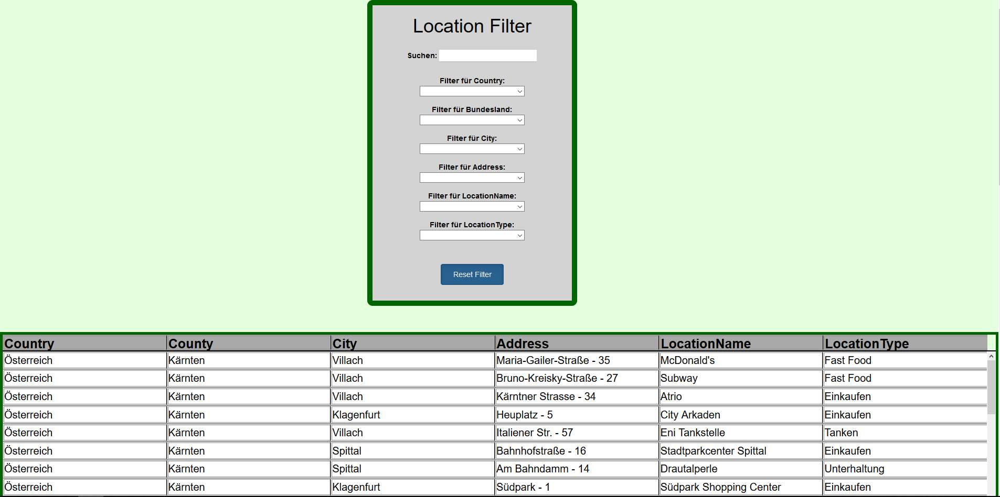 Location Filter
Suchen:
Filter für Country:
Filter für Bundesland:
Filter für City:
Filter für Address:
Filter für LocationName:
Filter für LocationType:
Reset Filter
Country County City Address LocationName LocationType
Österreich Kärnten Villach Maria-Gailer-Straße - 35 McDonald's Fast Food
Österreich Kärnten Villach Bruno-Kreisky-Straße - 27 Subway Fast Food
Österreich Kärnten Villach Kärntner Strasse - 34 Atrio Einkaufen
Österreich Kärnten Klagenfurt Heuplatz - 5 City Arkaden Einkaufen
Österreich Kärnten Villach Italiener Str. - 57 Eni Tankstelle Tanken
Österreich Kärnten Spittal Bahnhofstraße - 16 Stadtparkcenter Spittal Einkaufen
Österreich Kärnten Spittal Am Bahndamm - 14 Drautalperle Unterhaltung
Österreich Kärnten Klagenfurt Südpark - 1 Südpark Shopping Center Einkaufen